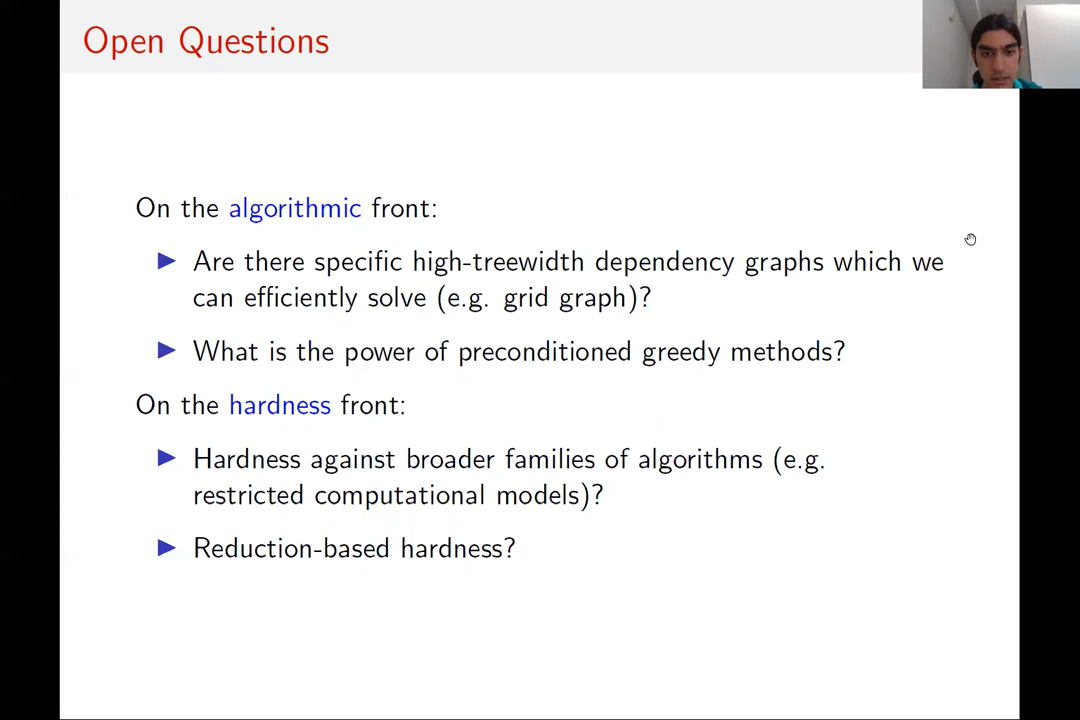 Open Questions
On the algorithmic front:
▶ Are there specific high-treewidth dependency graphs which we
can efficiently solve (e.g. grid graph)?
▶ What is the power of preconditioned greedy methods?
On the hardness front:
▶ Hardness against broader families of algorithms (e.g.
restricted computational models)?
▶ Reduction-based hardness?